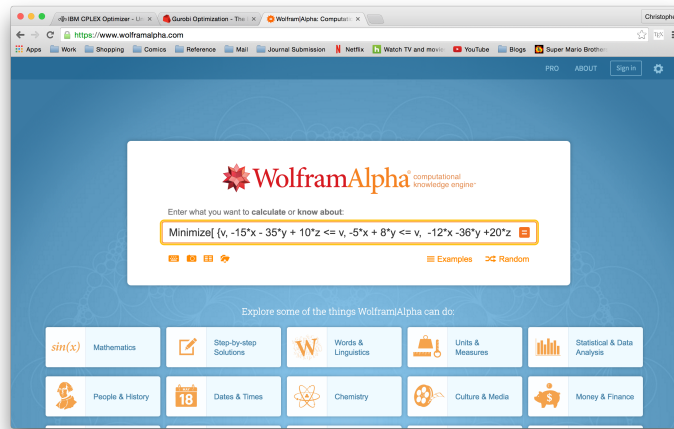 IBM CPLEX Optimizer - Un
Gurobi Optimization - The
Wolfram|Alpha: Computati
Christophe
https://www.wolframalpha.com
Apps Work Shopping Comics Reference Mail Journal Submission Netflix Watch TV and movie YouTube Blogs Super Mario Brother
PRO ABOUT Sign in
WolframAlpha computational
knowledge engine
Enter what you want to calculate or know about:
Minimize[ {v, -15*x - 35*y + 10*z <= v, -5*x + 8*y <= v, -12*x -36*y +20*z
Examples Random
Explore some of the things Wolfram|Alpha can do:
sin(x) Mathematics
Step-by-step
Solutions
W Words &
Linguistics
Units &
Measures
Statistical & Data
Analysis
People & History
18 Dates & Times
Chemistry
Culture & Media
$ Money & Finance